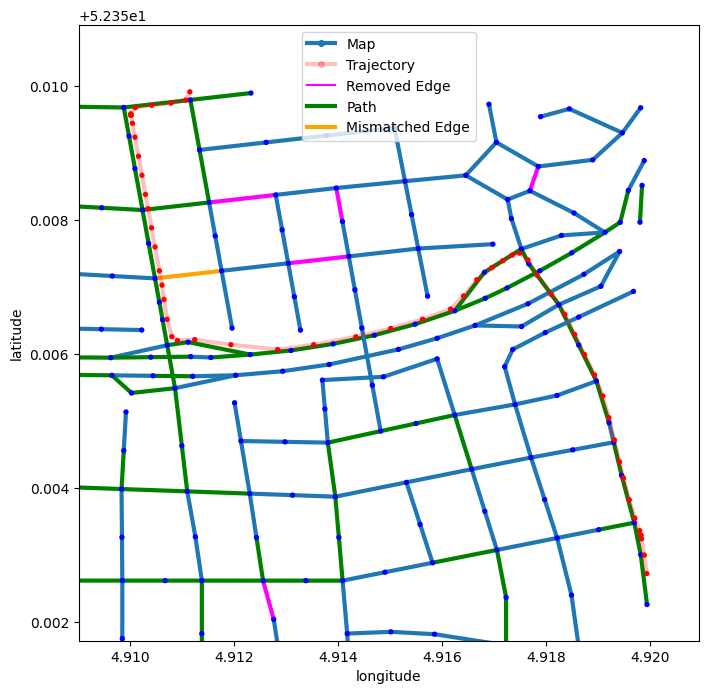 +5.235e1
Map
Trajectory
Removed Edge
Path
Mismatched Edge
0.010
0.008
0.006
0.004
0.002
latitude
4.910 4.912 4.914 4.916 4.918 4.920
longitude